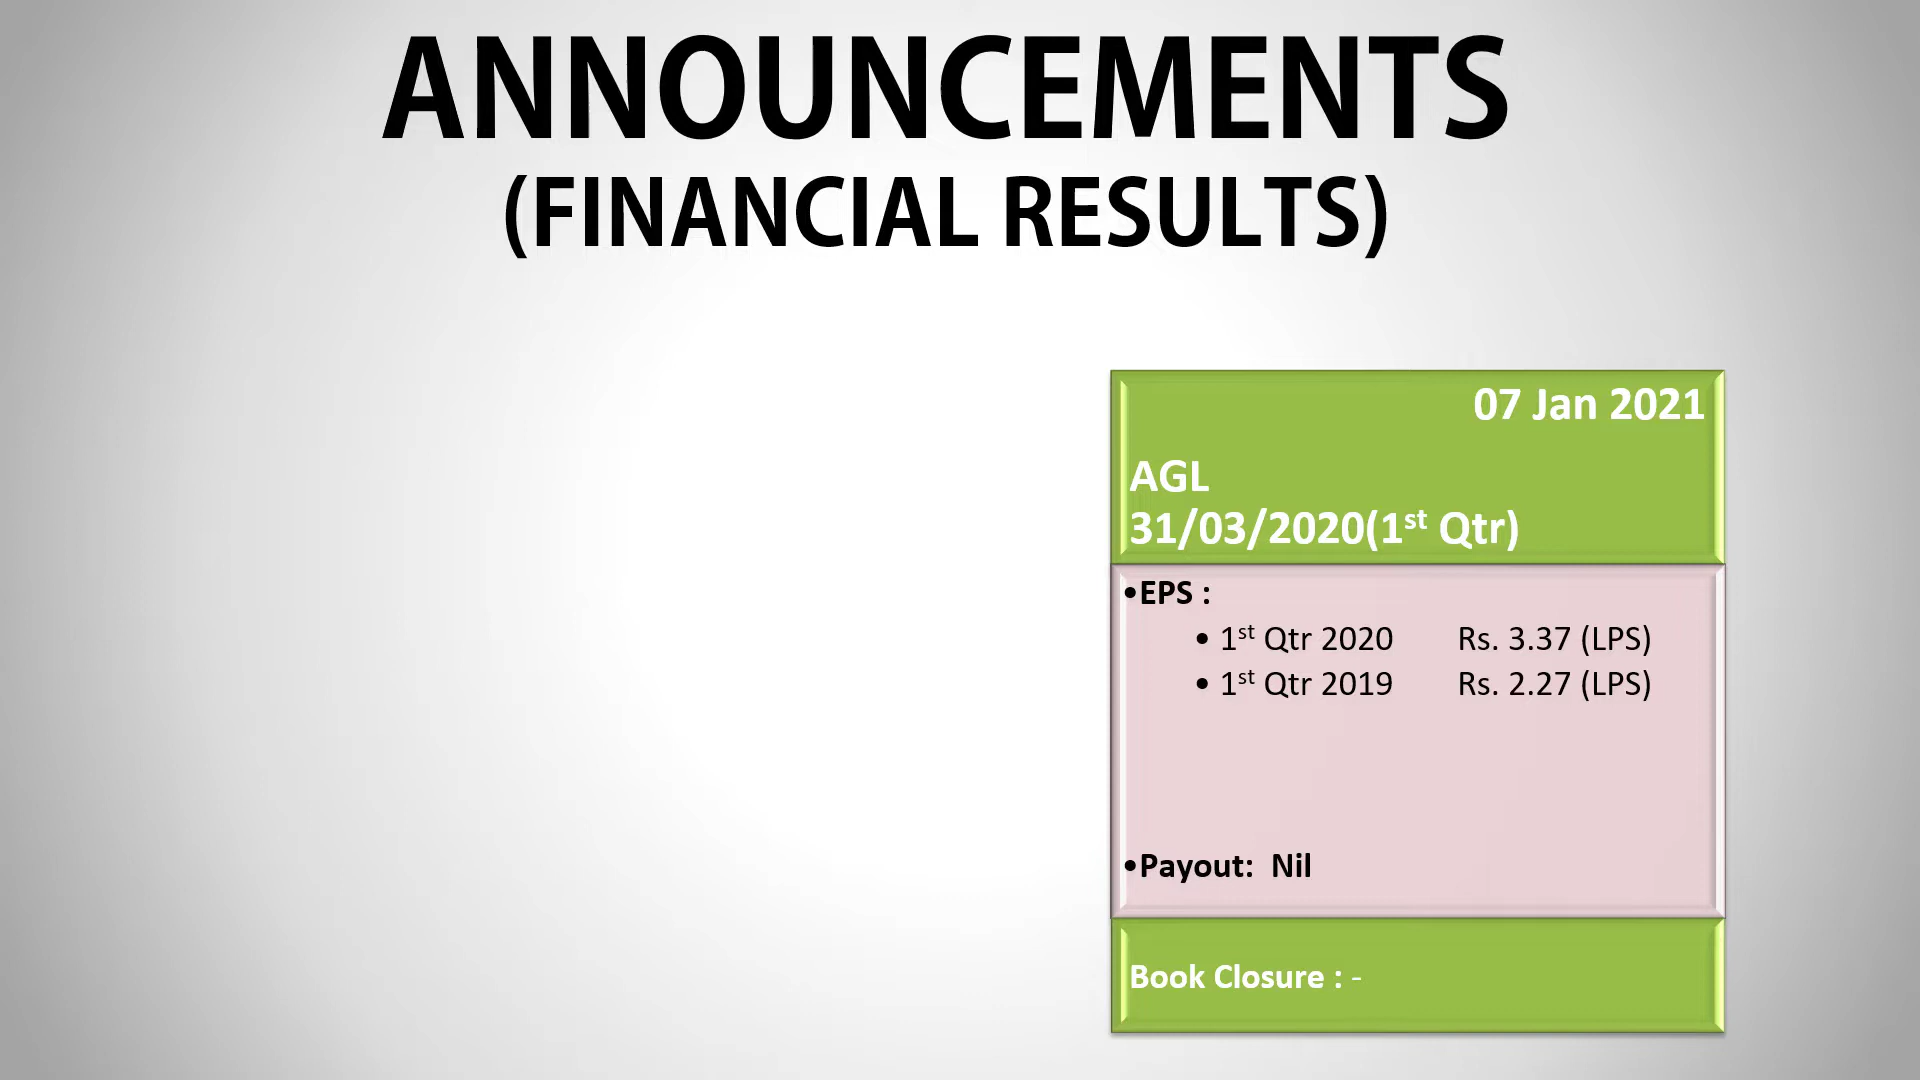 ANNOUNCEMENTS
(FINANCIAL RESULTS)
07 Jan 2021
AGL
31/03/2020(1st Qtr)
•EPS :
• 1st Qtr 2020 Rs. 3.37 (LPS)
• 1st Qtr 2019 Rs. 2.27 (LPS)
•Payout: Nil
Book Closure : -